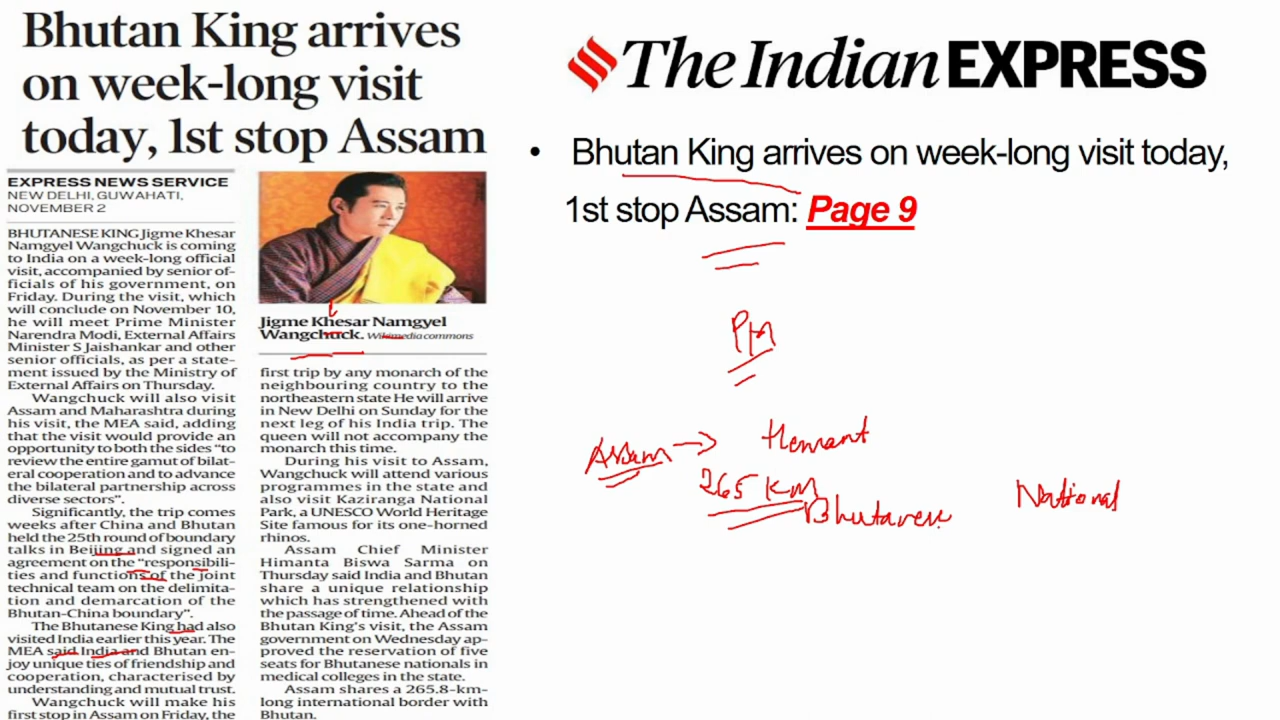 Bhutan King arrives
on week-long visit
today, 1st stop Assam
EXPRESS NEWS SERVICE
NEW DELHI, GUWAHATI,
NOVEMBER 2
BHUTANESE KING Jigme Khesar
Namgyel Wangchuck is coming
to India on a week-long official
visit, accompanied by senior of-
ficials of his government, on
Friday. During the visit, which
will conclude on November 10,
he will meet Prime Minister
Narendra Modi, External Affairs
Minister S Jaishankar and other
senior officials, as per a state-
ment issued by the Ministry of
External Affairs on Thursday.
Wangchuck will also visit
Assam and Maharashtra during
his visit, the MEA said, adding
that the visit would provide an
opportunity to both the sides “to
review the entire gamut of bilat-
eral cooperation and to advance
the bilateral partnership across
diverse sectors”.
Significantly, the trip comes
weeks after China and Bhutan
held the 25th round of boundary
talks in Beijing and signed an
agreement on the “responsibili-
ties and functions of the joint
technical team on the delimita-
tion and demarcation of the
Bhutan-China boundary”.
The Bhutanese King had also
visited India earlier this year. The
MEA said India and Bhutan en-
joy unique ties of friendship and
cooperation, characterised by
understanding and mutual trust.
Wangchuck will make his
first stop in Assam on Friday, the
Jigme Khesar Namgyel
Wangchuck. Wikimedia commons
first trip by any monarch of the
neighbouring country to the
northeastern state He will arrive
in New Delhi on Sunday for the
next leg of his India trip. The
queen will not accompany the
monarch this time.
During his visit to Assam,
Wangchuck will attend various
programmes in the state and
also visit Kaziranga National
Park, a UNESCO World Heritage
Site famous for its one-horned
rhinos.
Assam Chief Minister
Himanta Biswa Sarma on
Thursday said India and Bhutan
share a unique relationship
which has strengthened with
the passage of time. Ahead of the
Bhutan King's visit, the Assam
government on Wednesday ap-
proved the reservation of five
seats for Bhutanese nationals in
medical colleges in the state.
Assam shares a 265.8-km-
long international border with
Bhutan.
The Indian EXPRESS
• Bhutan King arrives on week-long visit today,
1st stop Assam: Page 9
PM
Assam → Hemant
265 KM
Bhutanese National